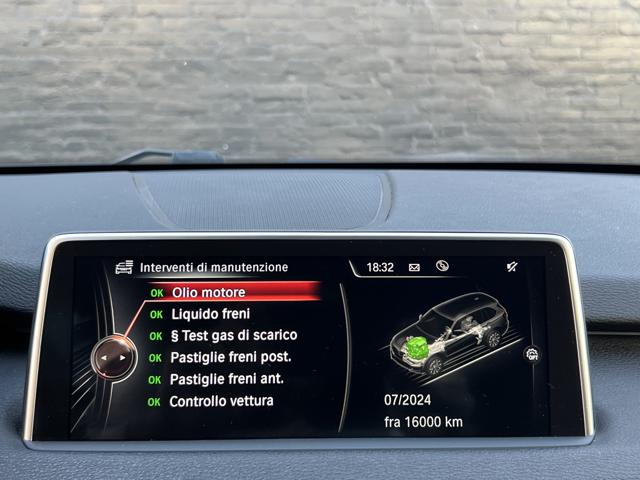 Interventi di manutenzione
18:32
OK Olio motore
OK Liquido freni
OK § Test gas di scarico
OK Pastiglie freni post.
OK Pastiglie freni ant.
OK Controllo vettura
OFF
07/2024
fra 16000 km